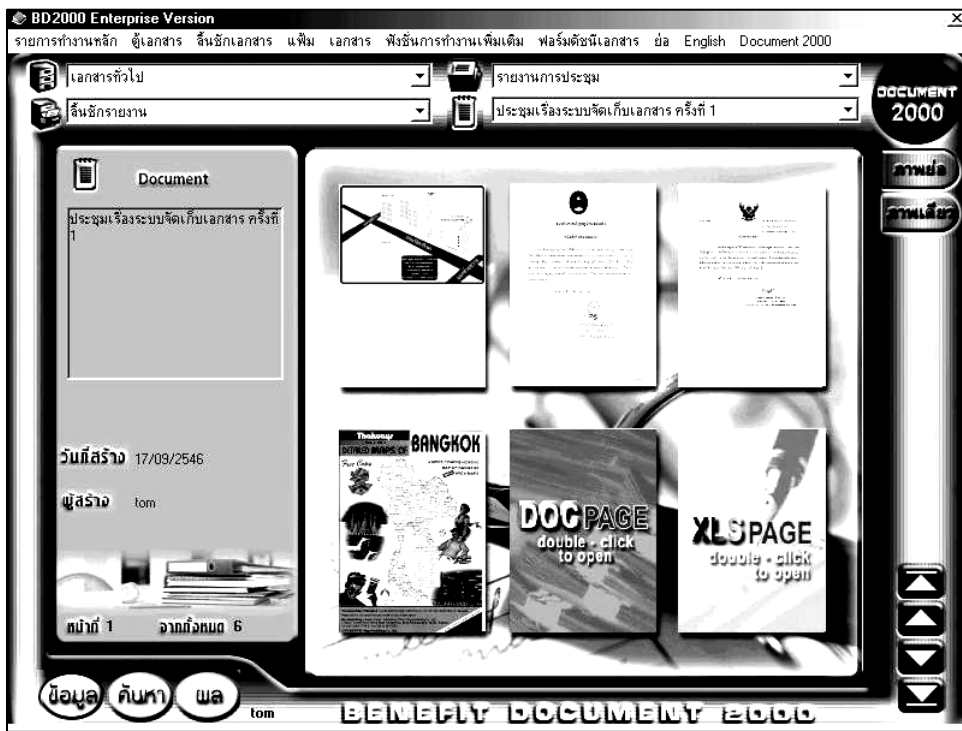 BD2000 Enterprise Version
รายการทำงานหลัก ตู้เอกสาร ลิ้นชักเอกสาร แฟ้ม เอกสาร ฟังชั่นการทำงานเพิ่มเติม ฟอร์มดัชนีเอกสาร ย่อ English Document 2000
เอกสารทั่วไป
รายงานการประชุม
ลิ้นชักรายงาน
ประชุมเรื่องระบบจัดเก็บเอกสาร ครั้งที่ 1
DOCUMENT
2000
ภาพย่อ
ภาพเดี่ยว
Document
ประชุมเรื่องระบบจัดเก็บเอกสาร ครั้งที่
1
วันที่สร้าง 17/09/2546
ผู้สร้าง tom
หน้าที่ 1 จากทั้งหมด 6
Thaiways
DETAILED MAPS OF BANGKOK
Free Copy
DOC PAGE
double - click
to open
XLS PAGE
double - click
to open
ข้อมูล ค้นหา ผล
tom
BENEFIT DOCUMENT 2000